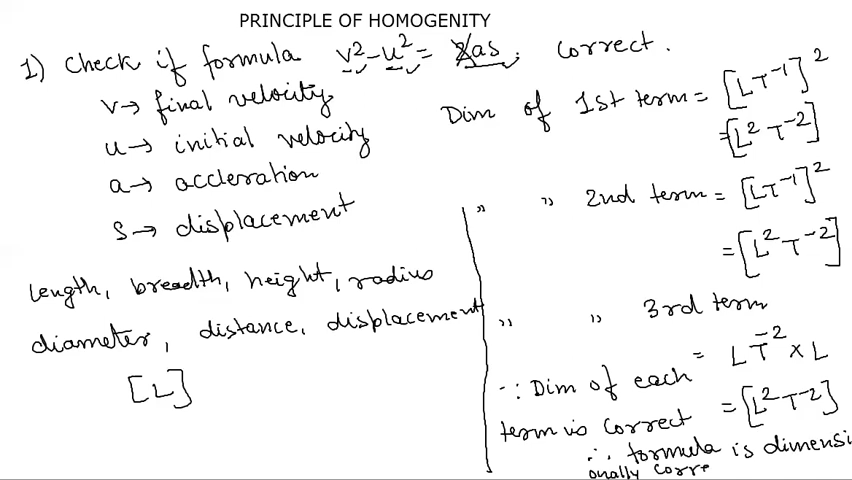 PRINCIPLE OF HOMOGENITY
1) Check if formula v² - u² = 2as, correct.
v → final velocity
u → initial velocity
a → accleration
s → displacement
length, breadth, height, radius
diameter, distance, displacement
[L]
Dim of 1st term = [LT⁻¹]²
= [L² T⁻²]
" " 2nd term = [LT⁻¹]²
= [L² T⁻²]
" " 3rd term
= L T⁻² × L
= [L² T⁻²]
∵ Dim of each
term is correct
∴ formula is dimensi
onally corre